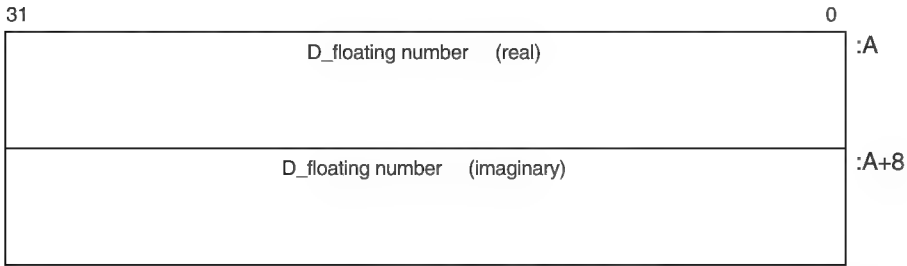 31 0
D_floating number (real) :A
D_floating number (imaginary) :A+8